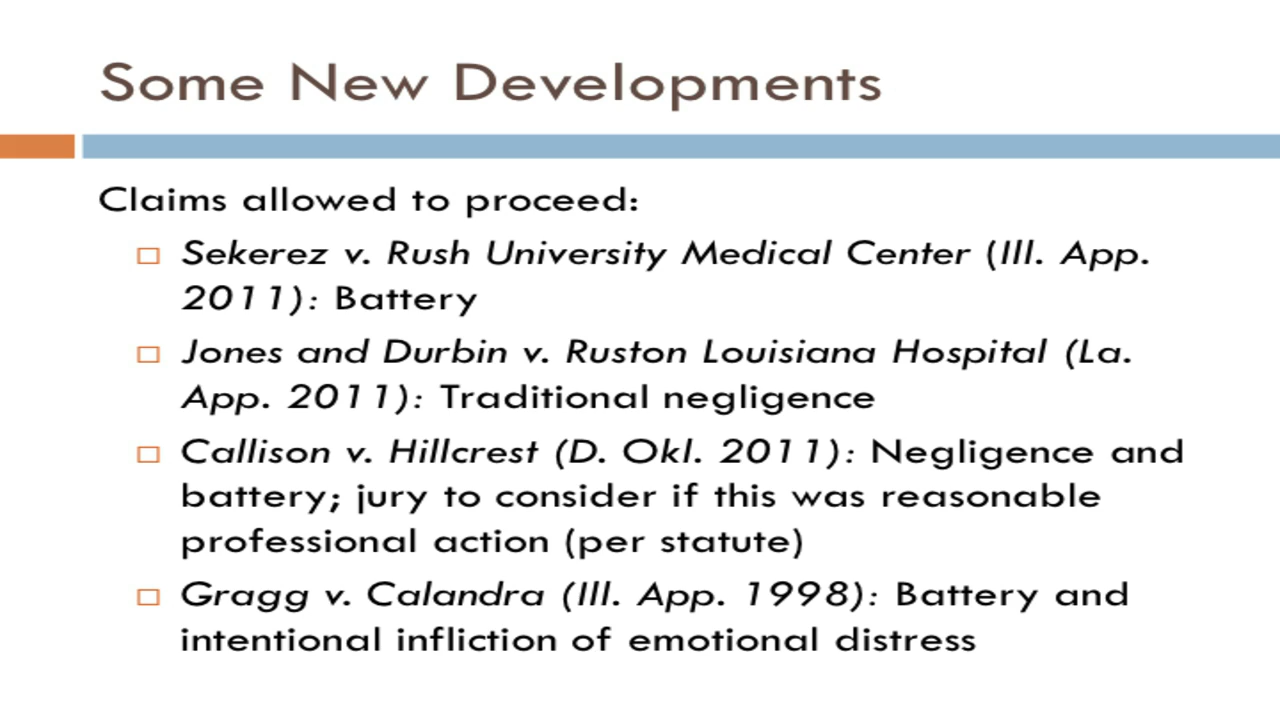 Some New Developments
Claims allowed to proceed:
Sekerez v. Rush University Medical Center (Ill. App.
2011): Battery
Jones and Durbin v. Ruston Louisiana Hospital (La.
App. 2011): Traditional negligence
Callison v. Hillcrest (D. Okl. 2011): Negligence and
battery; jury to consider if this was reasonable
professional action (per statute)
Gragg v. Calandra (Ill. App. 1998): Battery and
intentional infliction of emotional distress